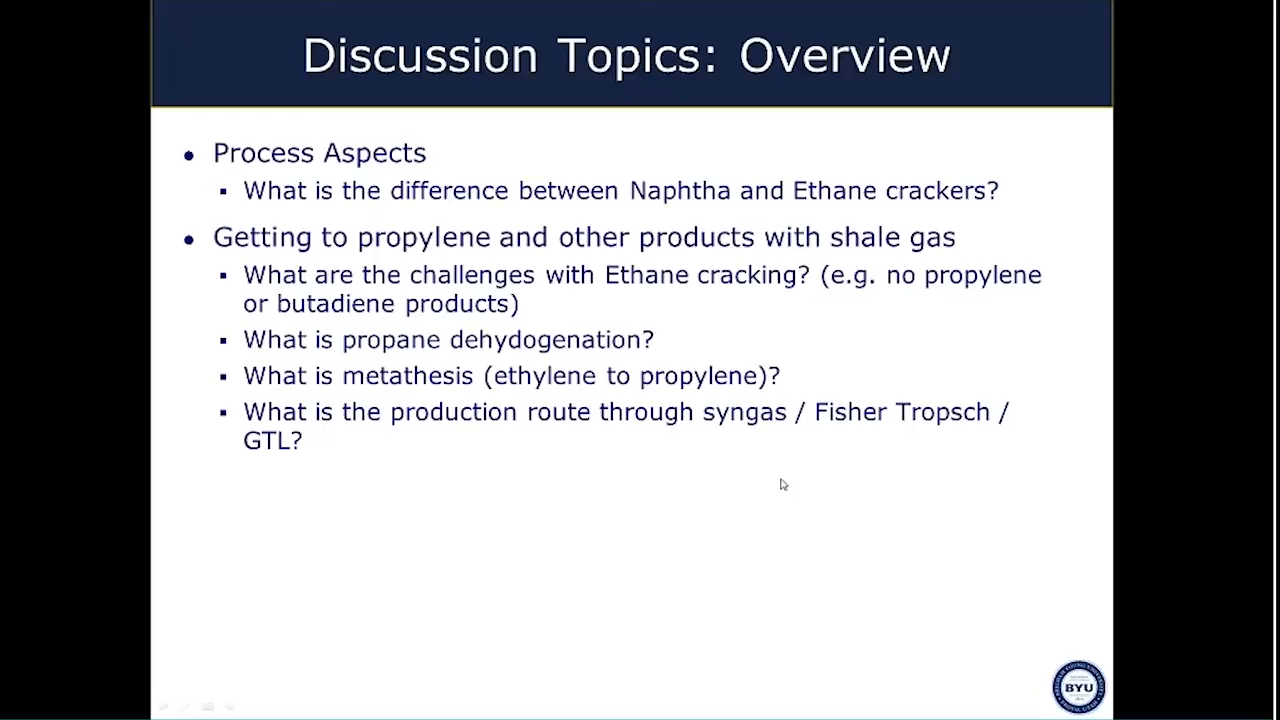 Discussion Topics: Overview
• Process Aspects
▪ What is the difference between Naphtha and Ethane crackers?
• Getting to propylene and other products with shale gas
▪ What are the challenges with Ethane cracking? (e.g. no propylene
or butadiene products)
▪ What is propane dehydogenation?
▪ What is metathesis (ethylene to propylene)?
▪ What is the production route through syngas / Fisher Tropsch /
GTL?
BYU